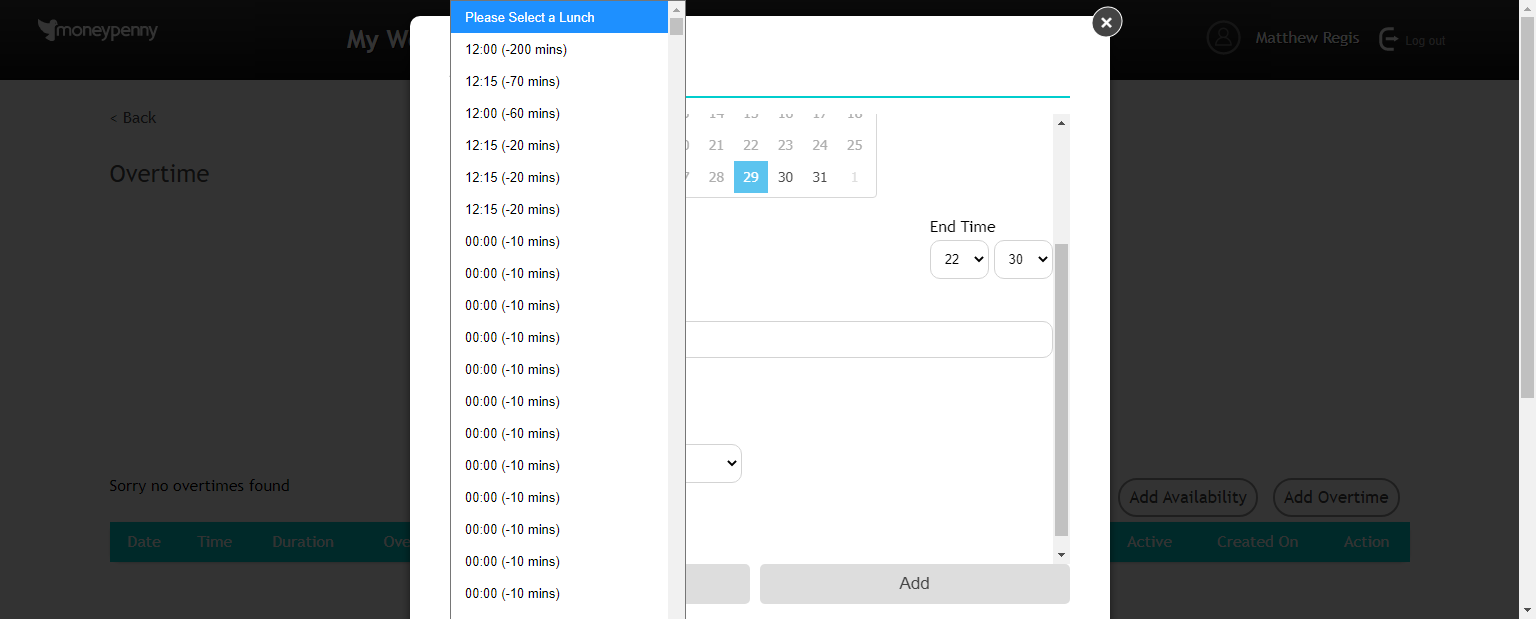 moneypenny
My W
Matthew Regis
Log out
Please Select a Lunch
12:00 (-200 mins)
12:15 (-70 mins)
12:00 (-60 mins)
12:15 (-20 mins)
12:15 (-20 mins)
12:15 (-20 mins)
00:00 (-10 mins)
00:00 (-10 mins)
00:00 (-10 mins)
00:00 (-10 mins)
00:00 (-10 mins)
00:00 (-10 mins)
00:00 (-10 mins)
00:00 (-10 mins)
00:00 (-10 mins)
00:00 (-10 mins)
00:00 (-10 mins)
00:00 (-10 mins)
< Back
Overtime
14 15 16 17 18
21 22 23 24 25
28 29 30 31 1
End Time
22 30
Sorry no overtimes found
Add Availability Add Overtime
Date Time Duration Ove Active Created On Action
Add